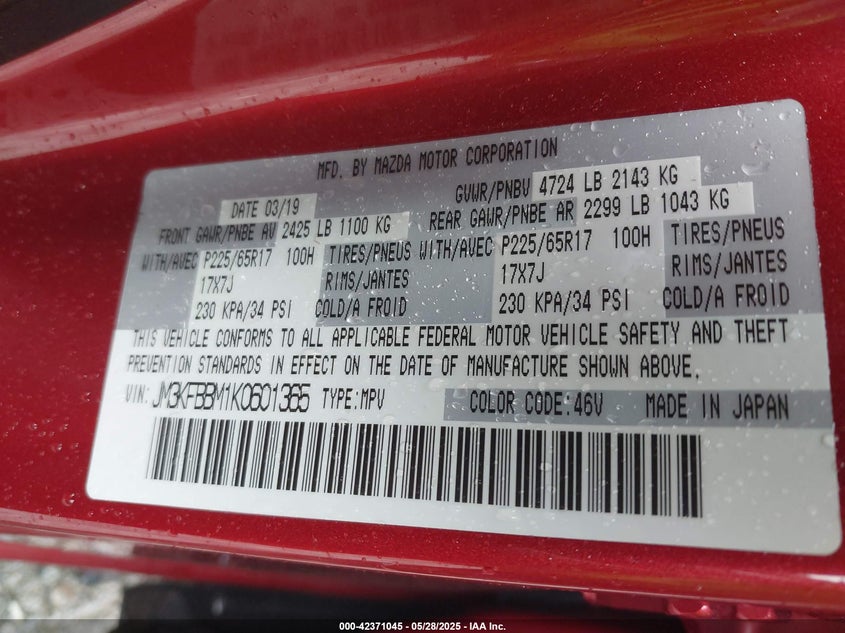 MFD. BY MAZDA MOTOR CORPORATION
DATE 03/19 GVWR/PNBV 4724 LB 2143 KG
FRONT GAWR/PNBE AV 2425 LB 1100 KG REAR GAWR/PNBE AR 2299 LB 1043 KG
WITH/AVEC P225/65R17 100H TIRES/PNEUS WITH/AVEC P225/65R17 100H TIRES/PNEUS
17X7J RIMS/JANTES 17X7J RIMS/JANTES
230 KPA/34 PSI COLD/A FROID 230 KPA/34 PSI COLD/A FROID
THIS VEHICLE CONFORMS TO ALL APPLICABLE FEDERAL MOTOR VEHICLE SAFETY AND THEFT
PREVENTION STANDARDS IN EFFECT ON THE DATE OF MANUFACTURE SHOWN ABOVE.
VIN: JM3KFBBM1K0601365 TYPE:MPV COLOR CODE:46V MADE IN JAPAN
000-42371045 - 05/28/2025 - IAA Inc.